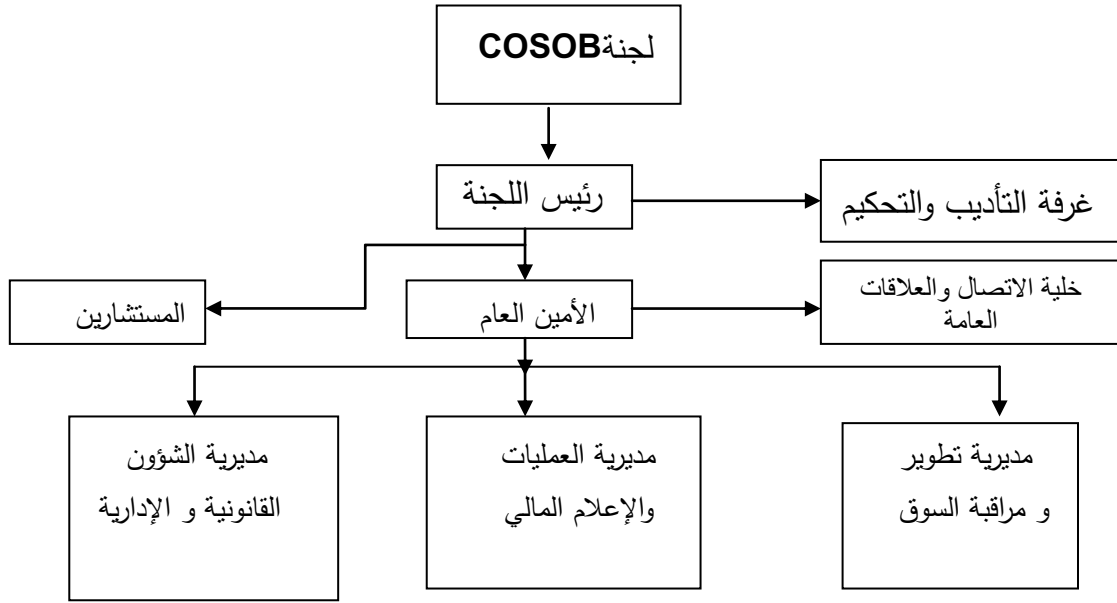 لجنةCOSOB
رئيس اللجنة
غرفة التأديب والتحكيم
خلية الاتصال والعلاقات
العامة
الأمين العام
المستشارين
مديرية تطوير
و مراقبة السوق
مديرية العمليات
والإعلام المالي
مديرية الشؤون
القانونية و الإدارية